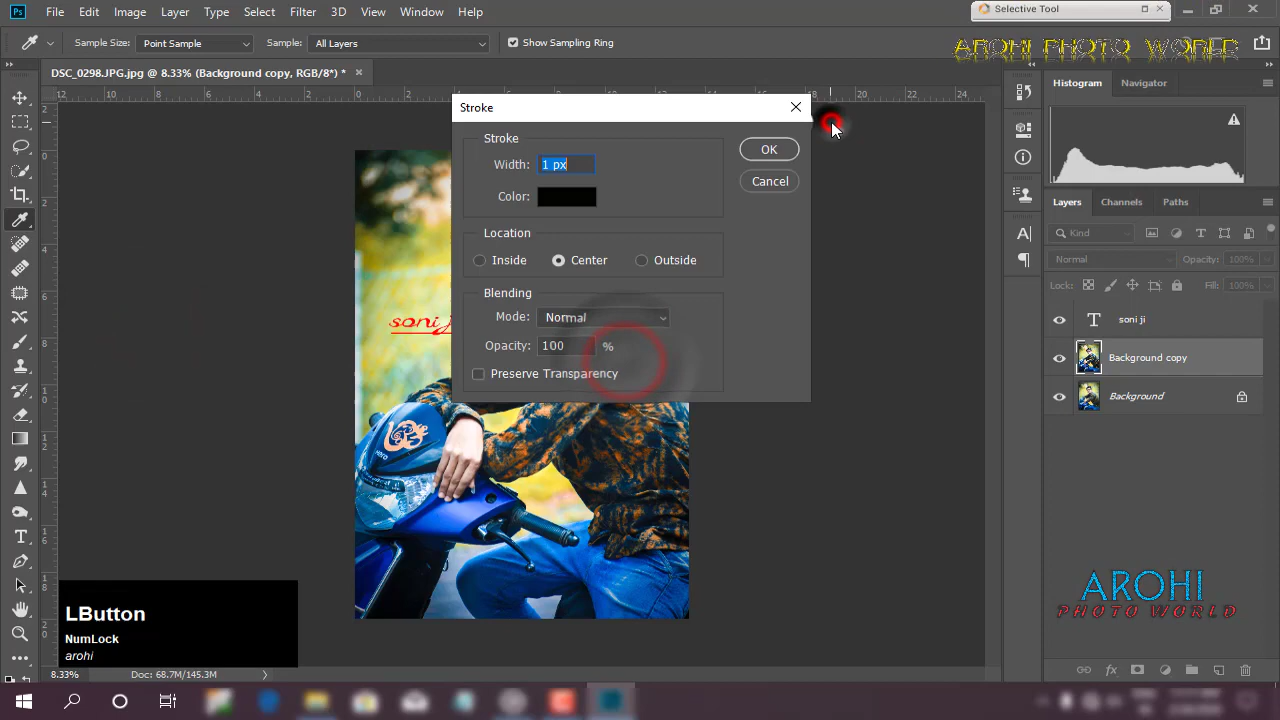 Ps File Edit Image Layer Type Select Filter 3D View Window Help
Selective Tool
Sample Size: Point Sample Sample: All Layers Show Sampling Ring
AROHI PHOTO WORLD
DSC_0298.JPG.jpg @ 8.33% (Background copy, RGB/8*) *
Histogram Navigator
Stroke
Stroke
Width: 1 px
Color:
OK
Cancel
Location
Inside Center Outside
Blending
Mode: Normal
Opacity: 100 %
Preserve Transparency
soni j
Layers Channels Paths
Kind
Normal Opacity: 100%
Lock: Fill: 100%
soni ji
Background copy
Background
AROHI
PHOTO WORLD
LButton
NumLock
arohi
8.33% Doc: 68.7M/145.3M